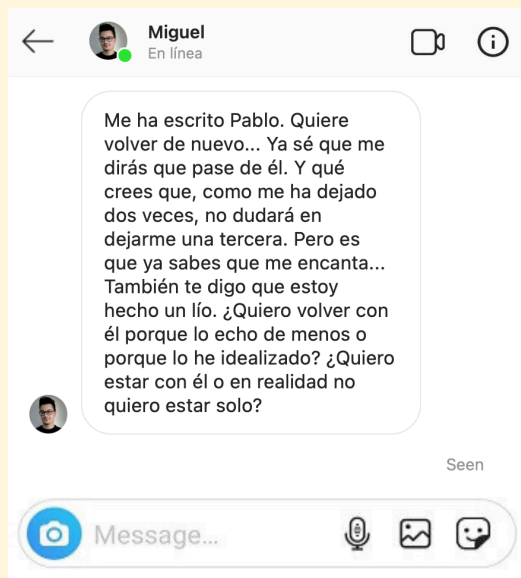 Miguel
En línea
Me ha escrito Pablo. Quiere
volver de nuevo... Ya sé que me
dirás que pase de él. Y qué
crees que, como me ha dejado
dos veces, no dudará en
dejarme una tercera. Pero es
que ya sabes que me encanta...
También te digo que estoy
hecho un lío. ¿Quiero volver con
él porque lo echo de menos o
porque lo he idealizado? ¿Quiero
estar con él o en realidad no
quiero estar solo?
Seen
Message...